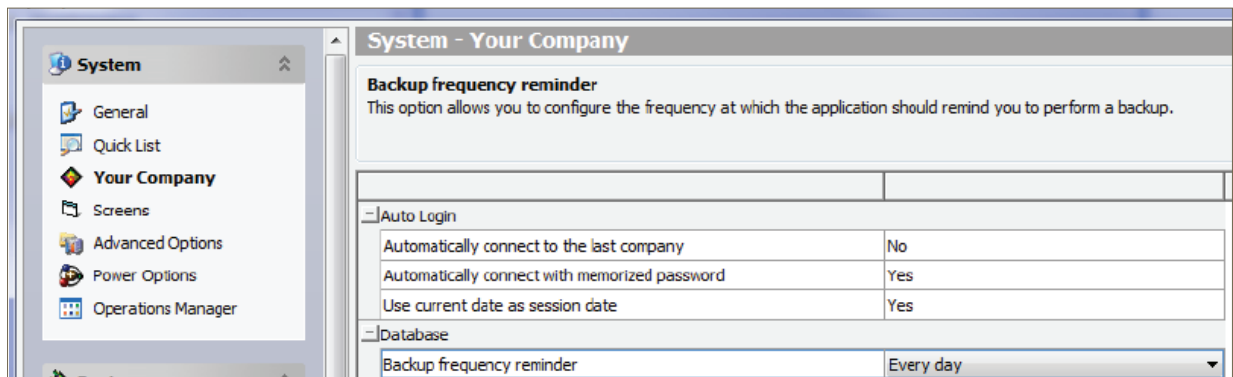 System
General
Quick List
Your Company
Screens
Advanced Options
Power Options
Operations Manager
System - Your Company
Backup frequency reminder
This option allows you to configure the frequency at which the application should remind you to perform a backup.
Auto Login
Automatically connect to the last company No
Automatically connect with memorized password Yes
Use current date as session date Yes
Database
Backup frequency reminder Every day